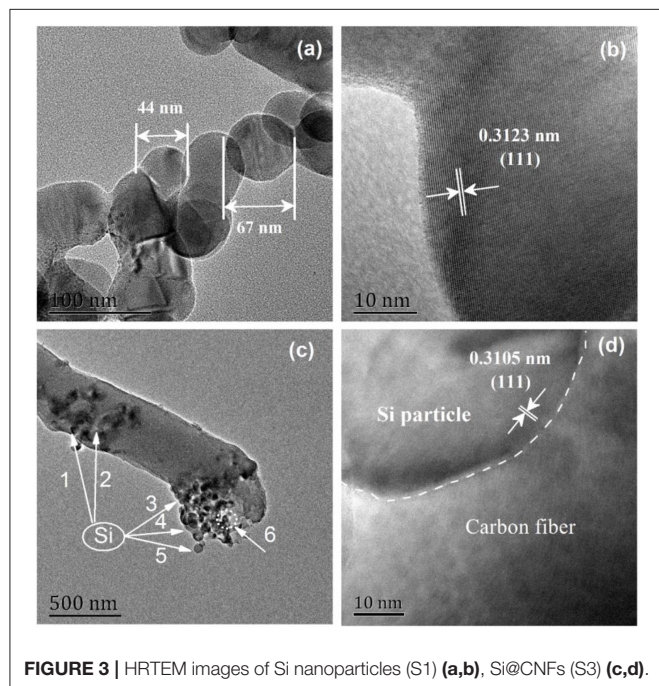 (a)
44 nm
67 nm
100 nm
(b)
0.3123 nm
(111)
10 nm
(c)
1
2
Si
3
4
5
6
500 nm
(d)
0.3105 nm
(111)
Si particle
Carbon fiber
10 nm
FIGURE 3 | HRTEM images of Si nanoparticles (S1) (a,b), Si@CNFs (S3) (c,d).